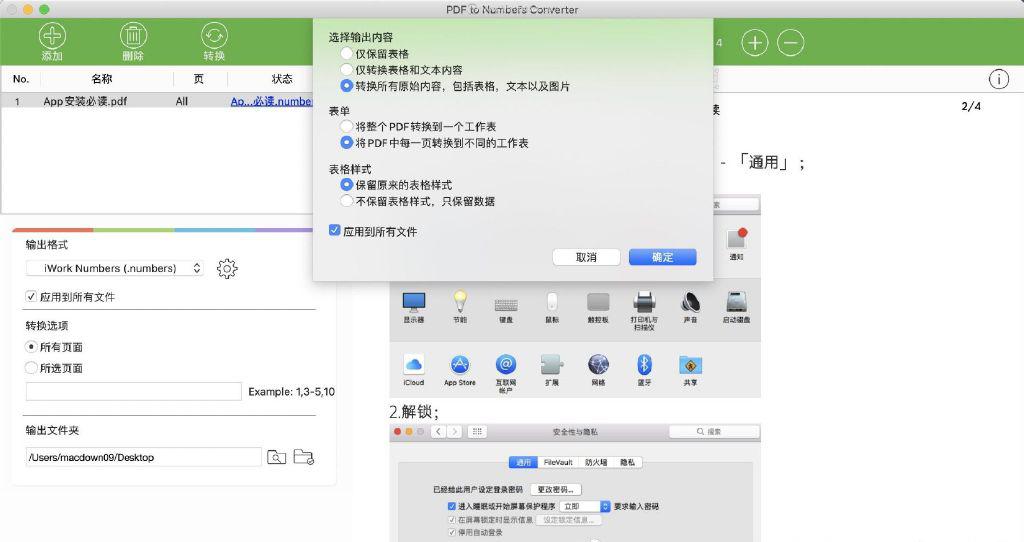 PDF to Numbers Converter
添加
删除
转换
4
No.
名称
页
状态
1
App安装必读.pdf
All
Ap...必读.number
选择输出内容
仅保留表格
仅转换表格和文本内容
转换所有原始内容，包括表格，文本以及图片
表单
将整个PDF转换到一个工作表
将PDF中每一页转换到不同的工作表
表格样式
保留原来的表格样式
不保留表格样式，只保留数据
应用到所有文件
取消
确定
读
2/4
-「通用」；
索
通知
输出格式
iWork Numbers (.numbers)
应用到所有文件
转换选项
所有页面
所选页面
Example: 1,3-5,10
输出文件夹
/Users/macdown09/Desktop
显示器
节能
键盘
鼠标
触控板
打印机与
扫描仪
声音
启动磁盘
iCloud
App Store
互联网
帐户
扩展
网络
蓝牙
共享
2.解锁；
安全性与隐私
搜索
通用
FileVault
防火墙
隐私
已经给此用户设定登录密码
更改密码...
进入睡眠或开始屏幕保护程序
立即
要求输入密码
在屏幕锁定时显示信息
设定锁定信息...
停用自动登录